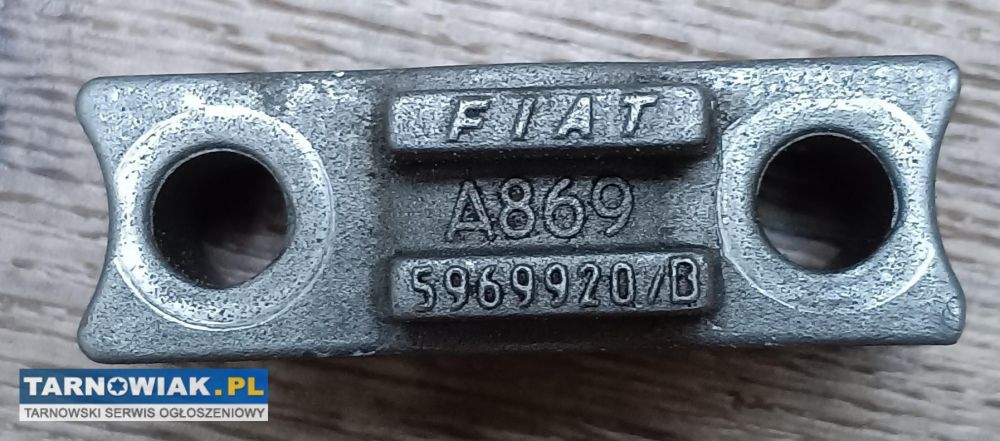 FIAT
A869
5969920/B
TARNOWIAK.PL
TARNOWSKI SERWIS OGŁOSZENIOWY